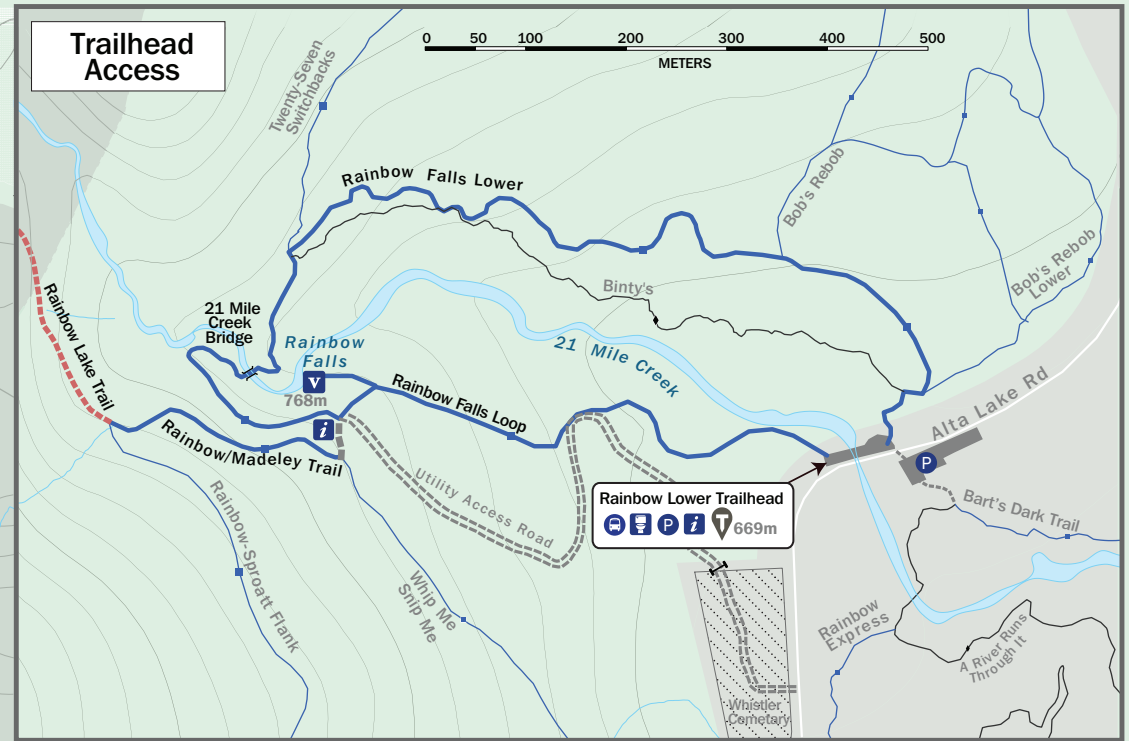 Trailhead
Access
0 50 100 200 300 400 500
METERS
Twenty-Seven
Switchbacks
Rainbow Falls Lower
Bob's Rebob
Bob's Rebob
Lower
Binty's
21 Mile
Creek
Bridge
Rainbow
Falls
V
768m
21 Mile Creek
Rainbow Lake Trail
Rainbow Falls Loop
Alta Lake Rd
i
Rainbow/Madeley Trail
Utility Access Road
P
Rainbow Lower Trailhead
P i T 669m
Bart's Dark Trail
Rainbow-Sproatt Flank
Whip Me
Snip Me
Rainbow
Express
A River Runs
Through It
Whistler
Cemetary